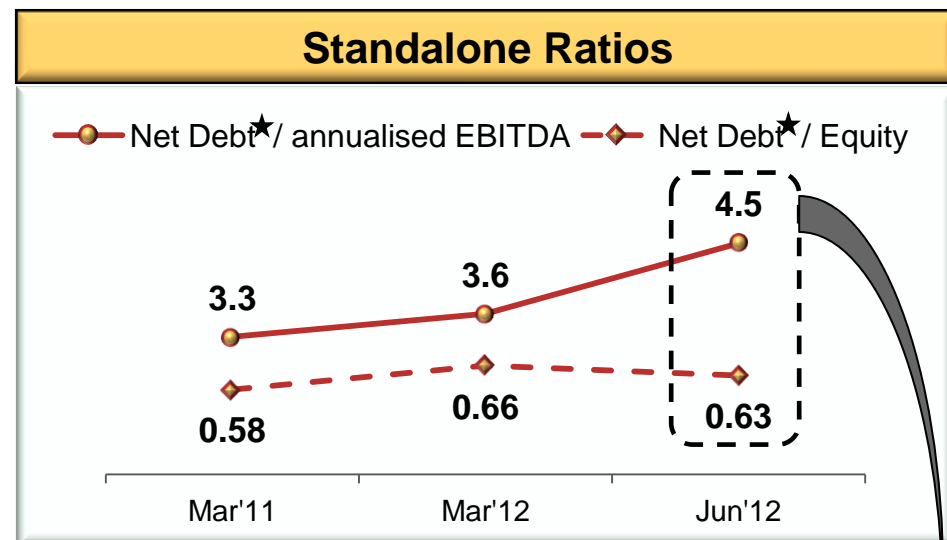 Standalone Ratios
Net Debt★/ annualised EBITDA Net Debt★/ Equity
4.5
3.6
3.3
0.58
0.66
0.63
Mar'11 Mar'12 Jun'12